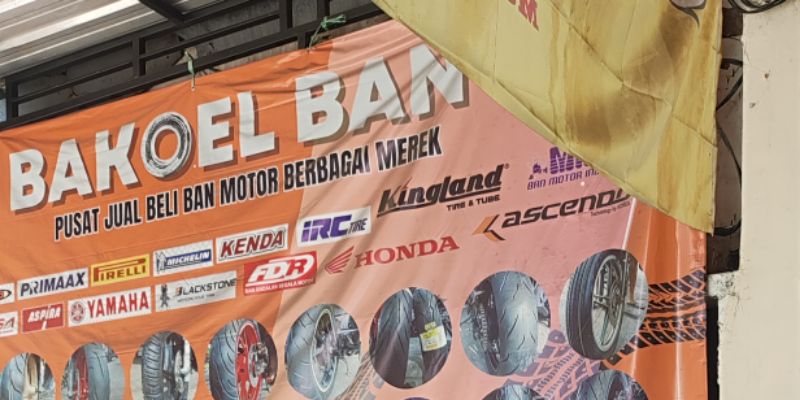 BAKOEL BAN
PUSAT JUAL BELI BAN MOTOR BERBAGAI MEREK
Kingland®
TIRE & TUBE
BAN MOTOR
PRIMAAX
PIRELLI
MICHELIN
KENDA
IRC TIRE
ASPIRA
YAMAHA
BLACKSTONE
FDR
HONDA